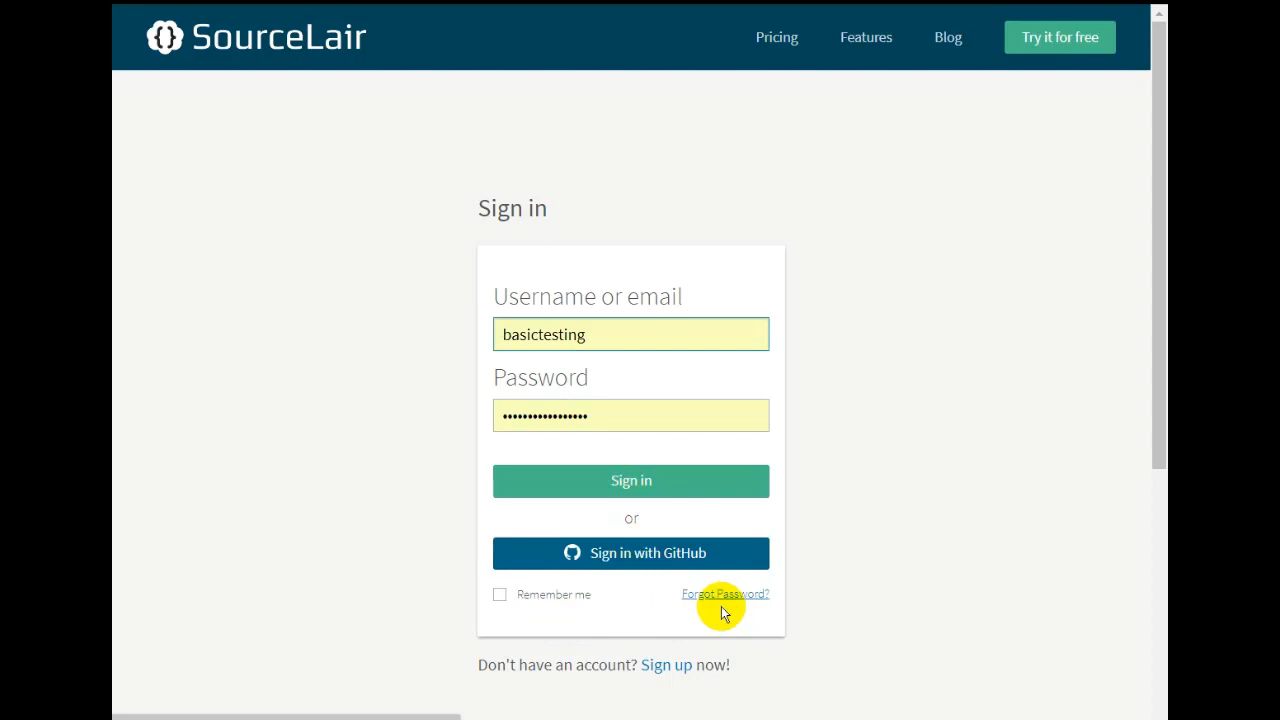 SourceLair
Pricing
Features
Blog
Try it for free
Sign in
Username or email
basictesting
Password
•••••••••••••••••
Sign in
or
Sign in with GitHub
Remember me
Forgot Password?
Don't have an account? Sign up now!